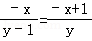 -x/(y-1) = (-x+1)/y